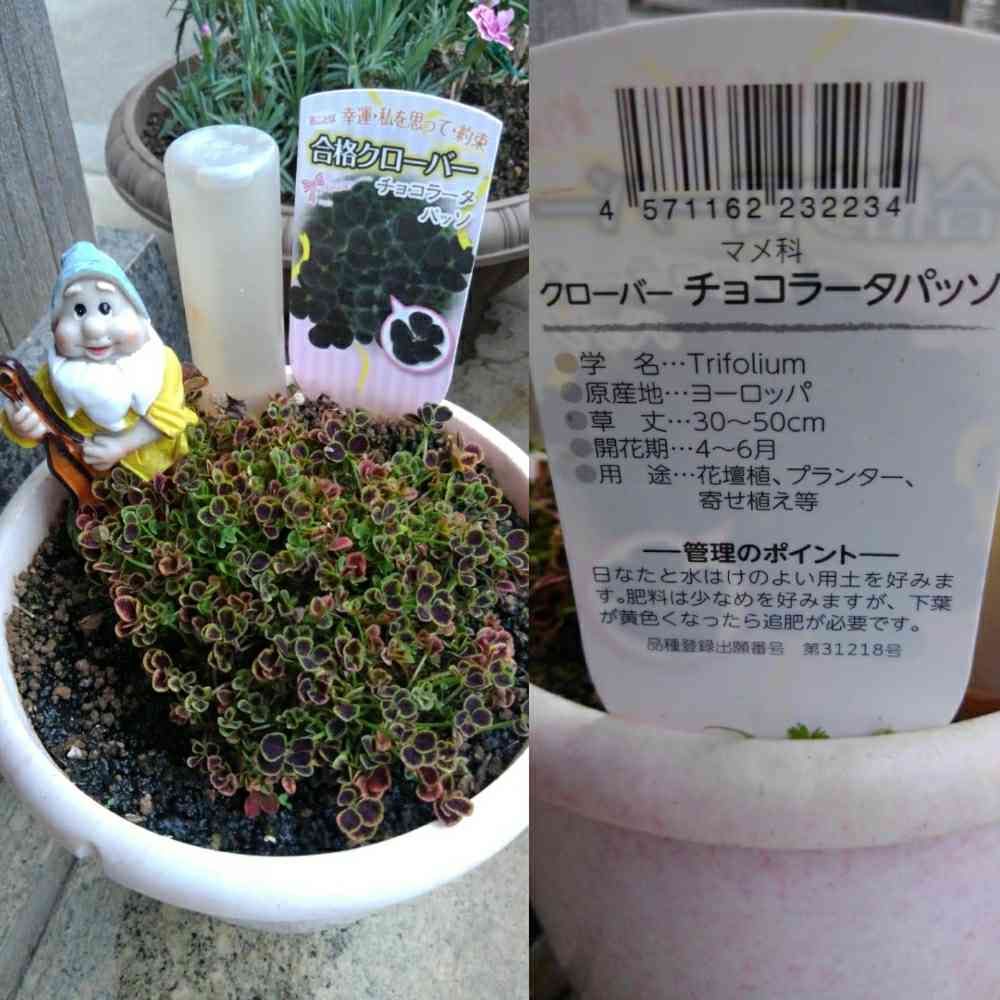 花ことば 幸運・私を思って・約束
合格クローバー
チョコラータ
パッソ
4 571162 232234
マメ科
クローバー チョコラータパッソ
●学 名…Trifolium
●原産地…ヨーロッパ
●草 丈…30〜50cm
●開花期…4〜6月
●用 途…花壇植、プランター、
寄せ植え等
―管理のポイント―
日なたと水はけのよい用土を好みま
す。肥料は少なめを好みますが、下葉
が黄色くなったら追肥が必要です。
品種登録出願番号 第31218号